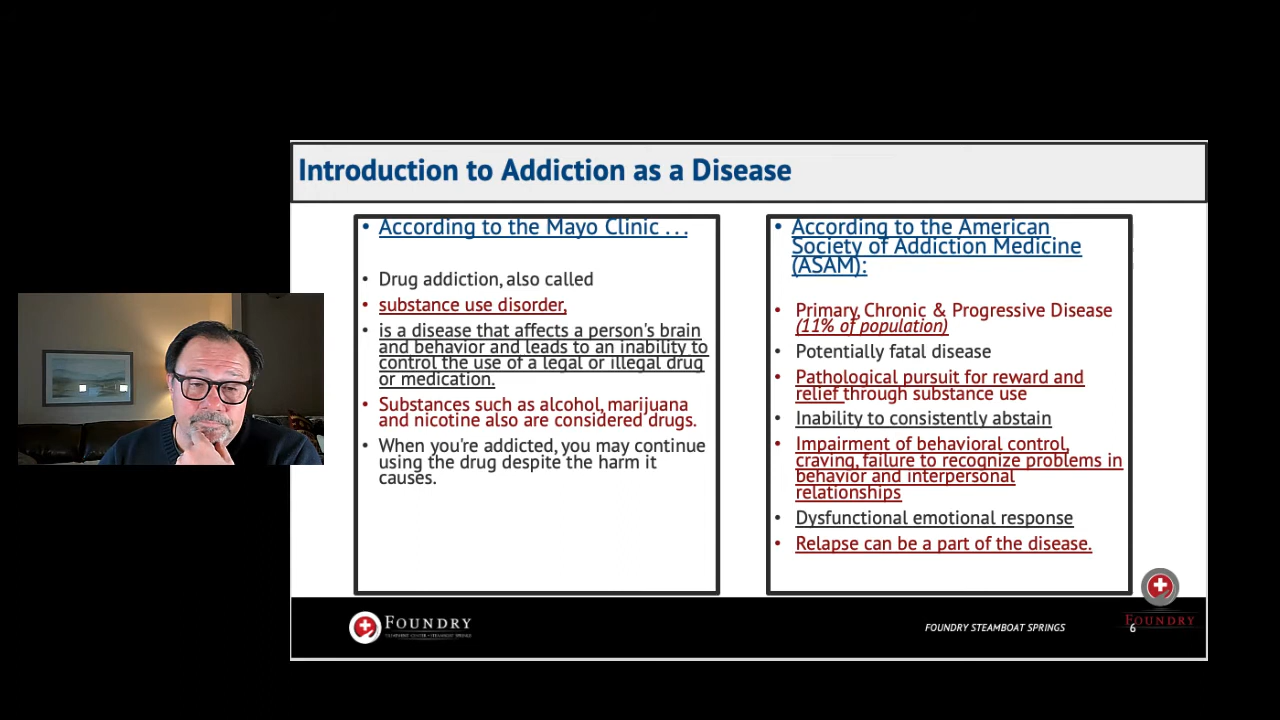 Introduction to Addiction as a Disease
• According to the Mayo Clinic . . .
• Drug addiction, also called
• substance use disorder,
• is a disease that affects a person's brain
and behavior and leads to an inability to
control the use of a legal or illegal drug
or medication.
• Substances such as alcohol, marijuana
and nicotine also are considered drugs.
• When you're addicted, you may continue
using the drug despite the harm it
causes.
• According to the American
Society of Addiction Medicine
(ASAM):
• Primary, Chronic & Progressive Disease
(11% of population)
• Potentially fatal disease
• Pathological pursuit for reward and
relief through substance use
• Inability to consistently abstain
• Impairment of behavioral control,
craving, failure to recognize problems in
behavior and interpersonal
relationships
• Dysfunctional emotional response
• Relapse can be a part of the disease.
FOUNDRY
FOUNDRY STEAMBOAT SPRINGS
FOUNDRY
6